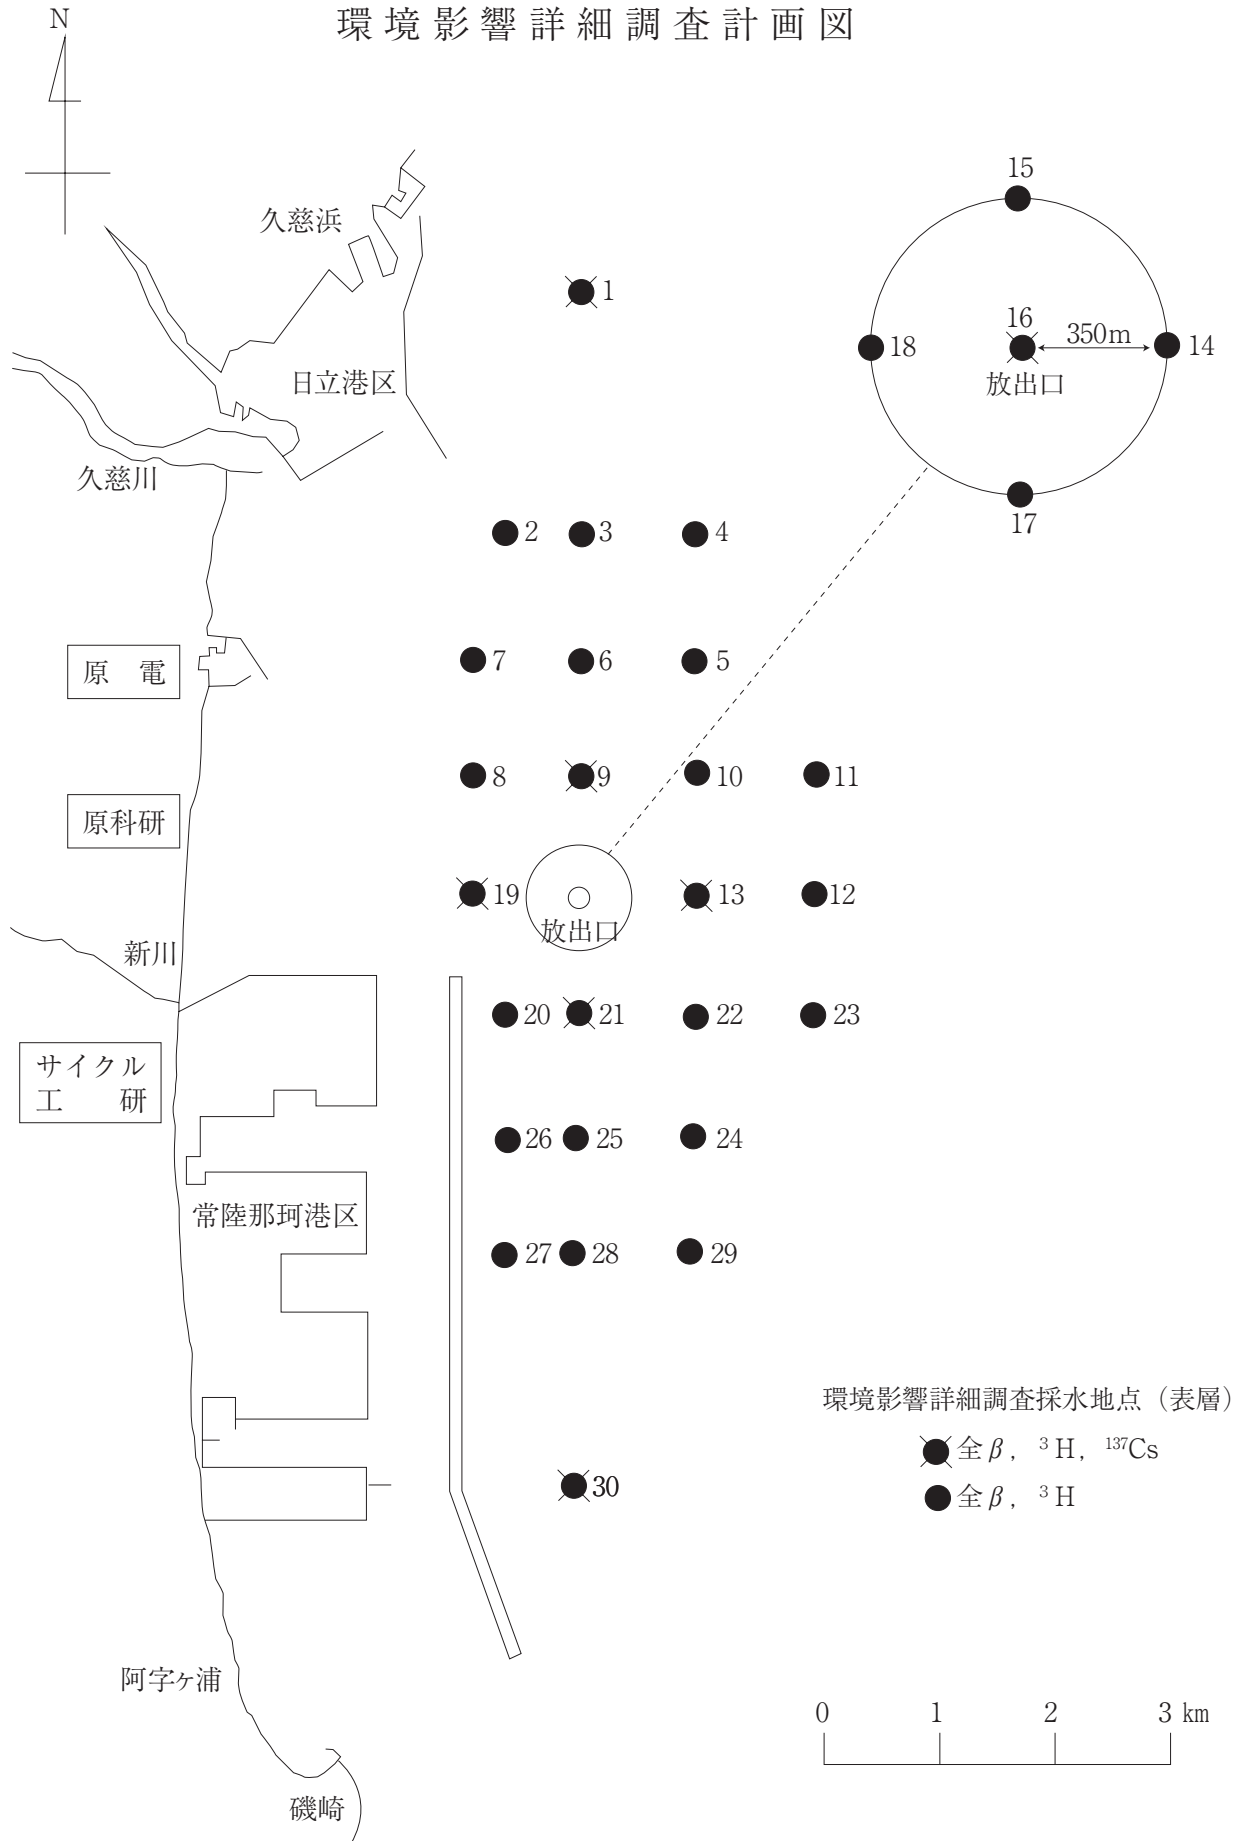 環境影響詳細調査計画図
N
15
久慈浜
1
16
350m
18
14
放出口
日立港区
久慈川
17
2
3
4
原　電
7
6
5
8
9
10
11
原科研
19
13
12
放出口
新川
20
21
22
23
サイクル
工　研
26
25
24
常陸那珂港区
27
28
29
環境影響詳細調査採水地点（表層）
全β，³H，¹³⁷Cs
30
全β，³H
阿字ヶ浦
0 1 2 3 km
磯崎